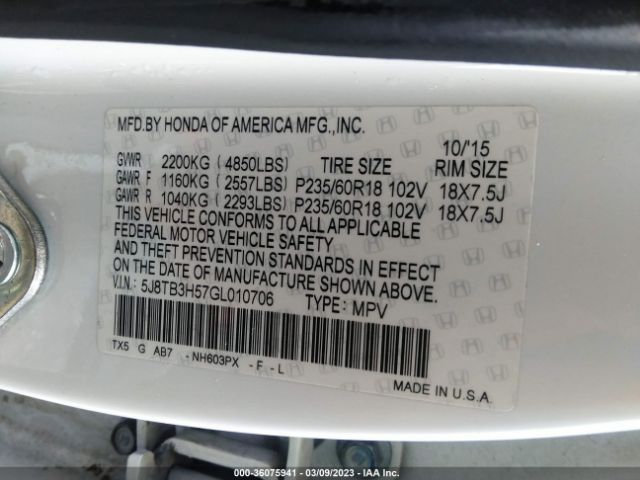 MFD.BY HONDA OF AMERICA MFG.,INC.
10/'15
GVWR 2200KG ( 4850LBS) TIRE SIZE RIM SIZE
GAWR F 1160KG ( 2557LBS) P235/60R18 102V 18X7.5J
GAWR R 1040KG ( 2293LBS) P235/60R18 102V 18X7.5J
THIS VEHICLE CONFORMS TO ALL APPLICABLE
FEDERAL MOTOR VEHICLE SAFETY
AND THEFT PREVENTION STANDARDS IN EFFECT
ON THE DATE OF MANUFACTURE SHOWN ABOVE.
V.I.N.: 5J8TB3H57GL010706 TYPE: MPV
TX5 G AB7 - NH603PX - F - L
MADE IN U.S.A.
000-36075941 - 03/09/2023 - IAA Inc.